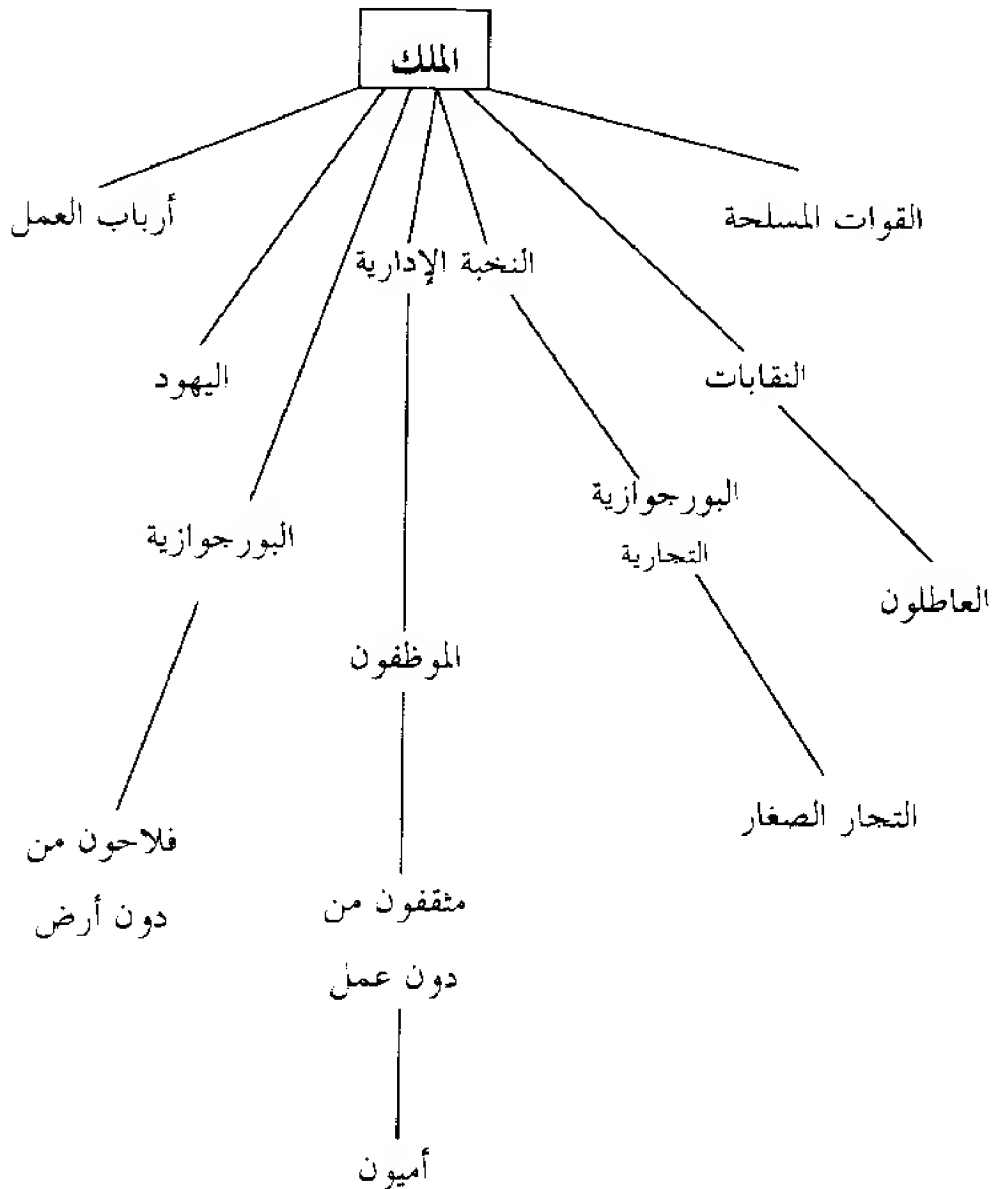 الملك
القوات المسلحة
أرباب العمل
النخبة الإدارية
النقابات
اليهود
البورجوازية
التجارية
البورجوازية
العاطلون
الموظفون
التجار الصغار
فلاحون من
دون أرض
مثقفون من
دون عمل
أميون